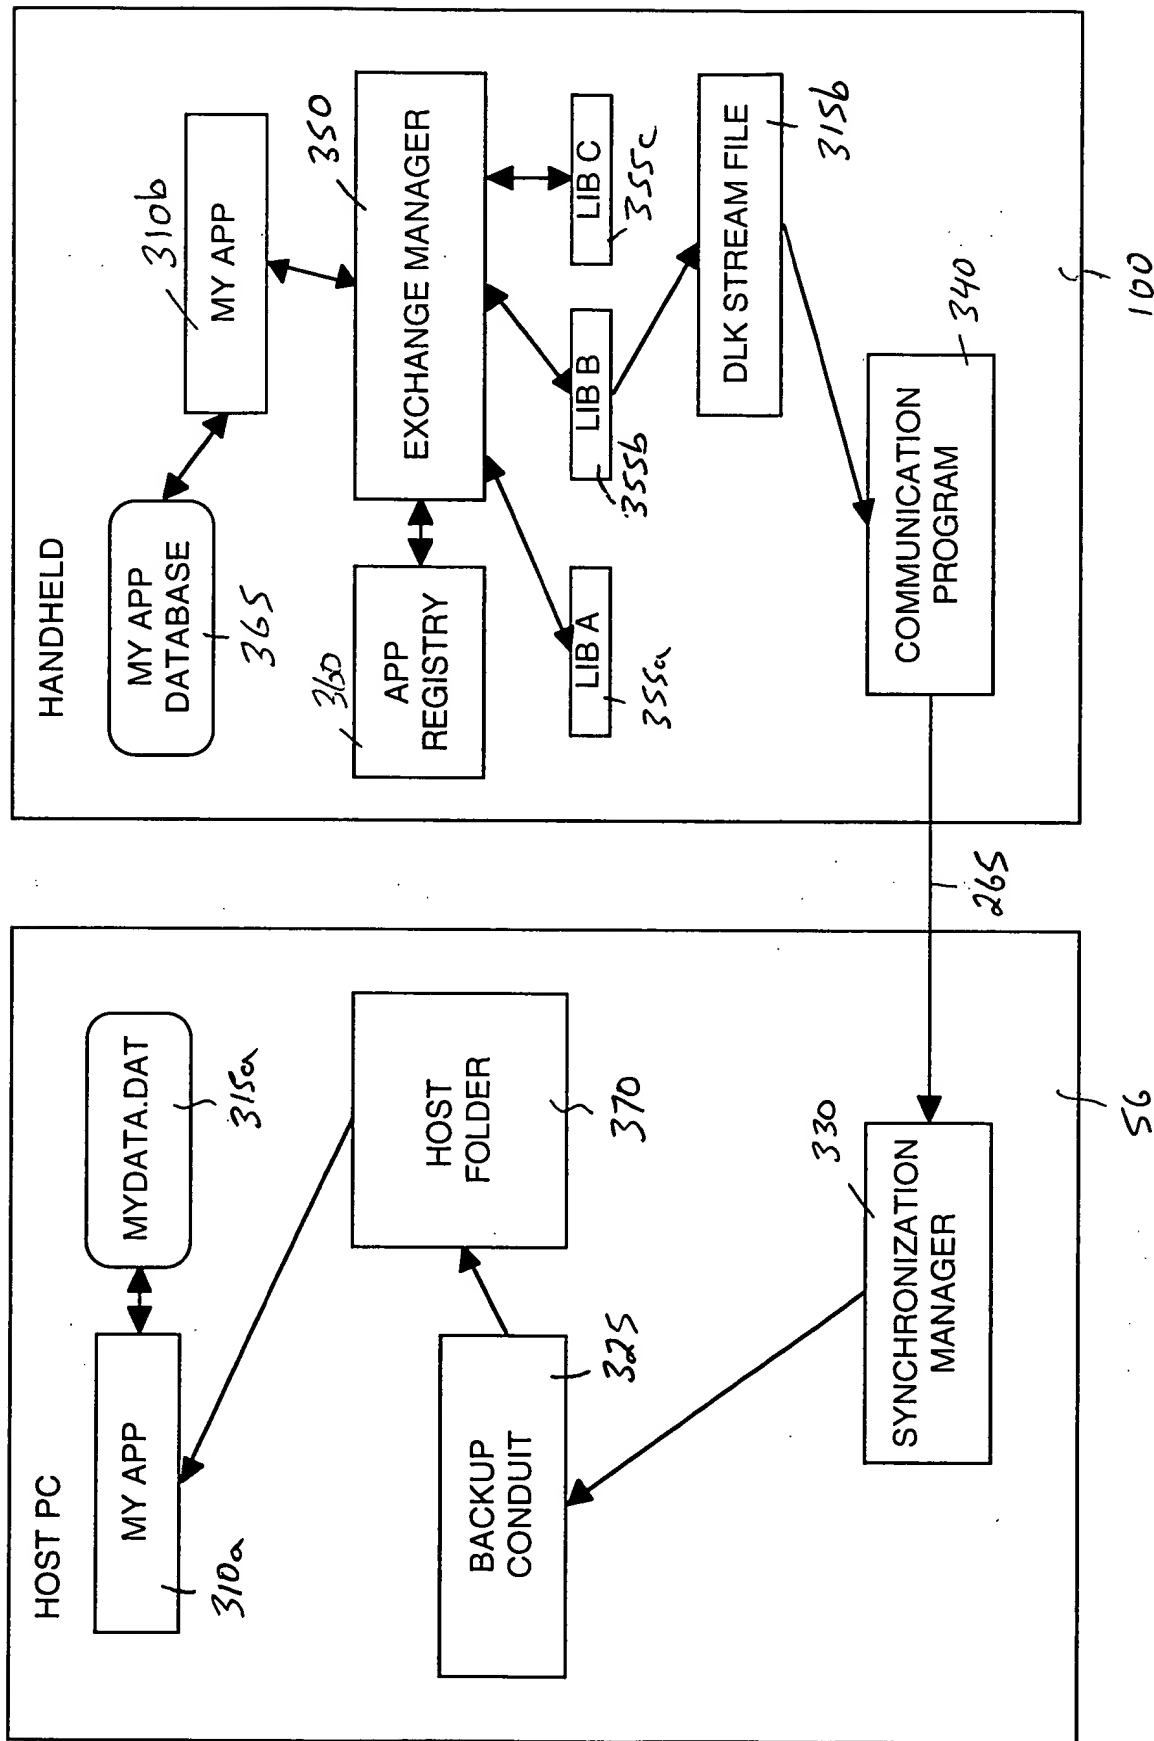 HOST PC
MY APP
310a
MYDATA.DAT
315a
HOST
FOLDER
370
BACKUP
CONDUIT
325
330
SYNCHRONIZATION
MANAGER
56
265
HANDHELD
MY APP
DATABASE
365
310b
MY APP
360
APP
REGISTRY
350
EXCHANGE MANAGER
LIB A
355a
LIB B
355b
LIB C
355c
DLK STREAM FILE
315b
COMMUNICATION
PROGRAM
340
100